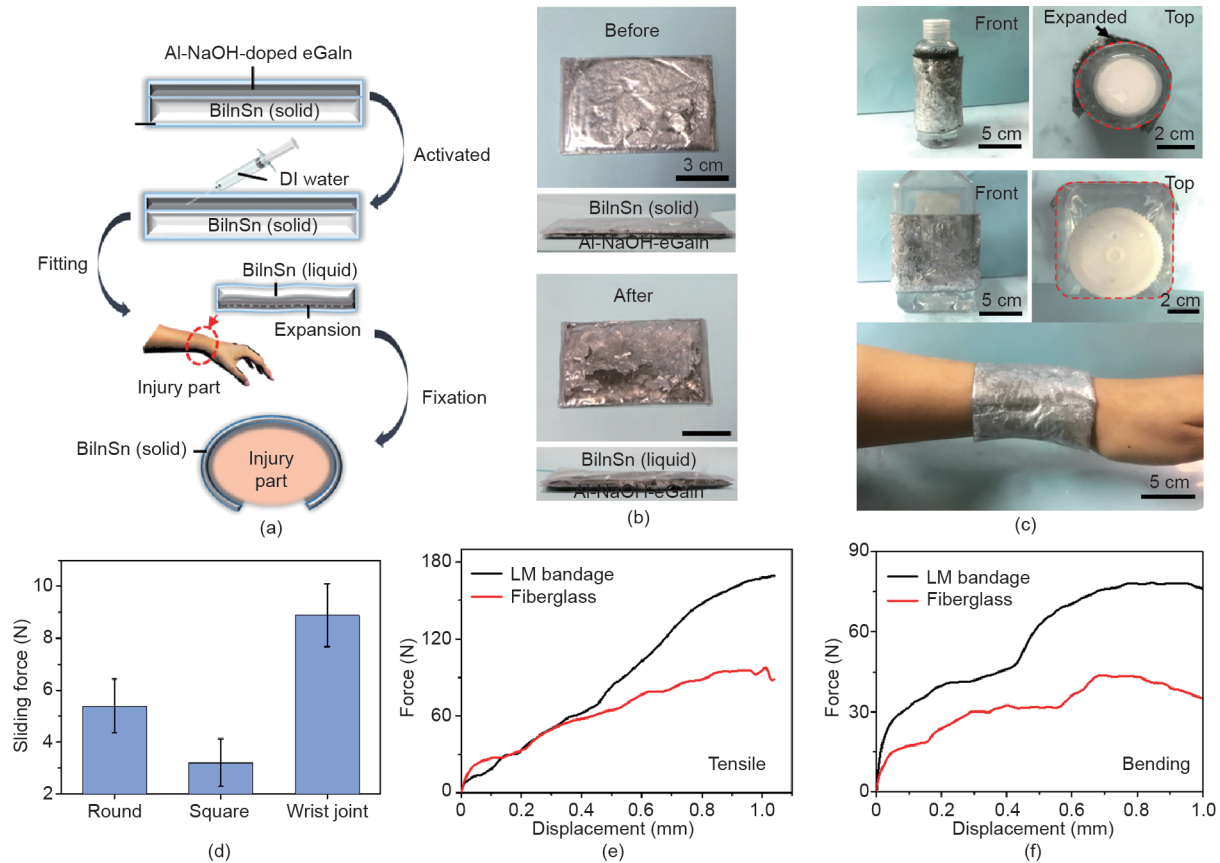 (a)
Al-NaOH-doped eGaIn
BiInSn (solid)
Activated
DI water
BiInSn (solid)
Fitting
BiInSn (liquid)
Expansion
Injury part
Fixation
BiInSn (solid)
Injury
part
(a)
(b)
Before
3 cm
BiInSn (solid)
Al-NaOH-eGaIn
After
BiInSn (liquid)
Al-NaOH-eGaIn
(b)
(c)
Front
5 cm
Expanded
Top
2 cm
Front
5 cm
Top
2 cm
5 cm
(c)
Sliding force (N)
10
8
6
4
2
Round
Square
Wrist joint
(d)
Force (N)
180
120
60
0
LM bandage
Fiberglass
Tensile
0
0.2
0.4
0.6
0.8
1.0
Displacement (mm)
(e)
Force (N)
90
60
30
0
LM bandage
Fiberglass
Bending
0
0.2
0.4
0.6
0.8
1.0
Displacement (mm)
(f)